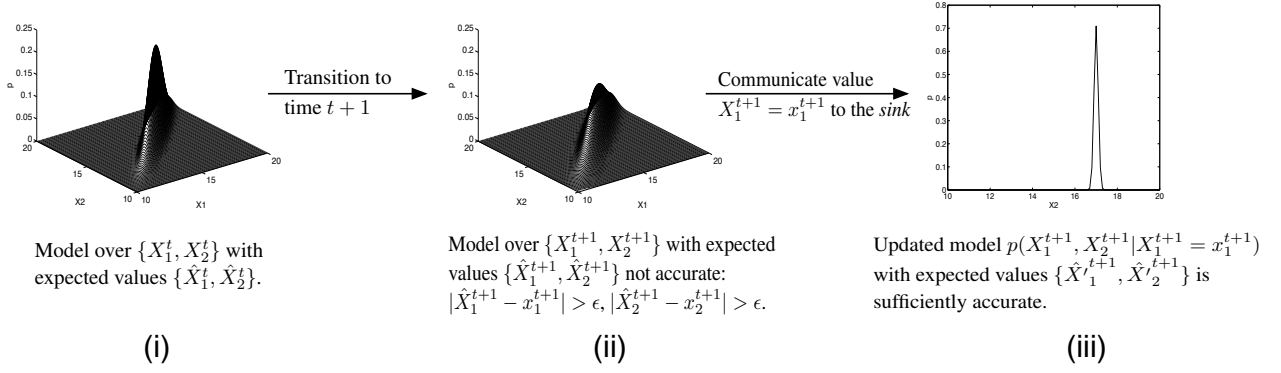 0.25
0.2
0.15
0.1
0.05
0
p
20
15
10
X2
10
15
20
X1
Transition to
time $t+1$
0.25
0.2
0.15
0.1
0.05
0
p
20
15
10
X2
10
15
20
X1
Communicate value
$X_1^{t+1} = x_1^{t+1}$ to the sink
0.8
0.7
0.6
0.5
0.4
0.3
0.2
0.1
0
p
10 12 14 16 18 20
X2
Model over $\{X_1^t, X_2^t\}$ with
expected values $\{\hat{X}_1^t, \hat{X}_2^t\}$.
(i)
Model over $\{X_1^{t+1}, X_2^{t+1}\}$ with expected
values $\{\hat{X}_1^{t+1}, \hat{X}_2^{t+1}\}$ not accurate:
$|\hat{X}_1^{t+1} - x_1^{t+1}| > \epsilon, |\hat{X}_2^{t+1} - x_2^{t+1}| > \epsilon$.
(ii)
Updated model $p(X_1^{t+1}, X_2^{t+1} | X_1^{t+1} = x_1^{t+1})$
with expected values $\{\hat{X}'^{t+1}_1, \hat{X}'^{t+1}_2\}$ is
sufficiently accurate.
(iii)